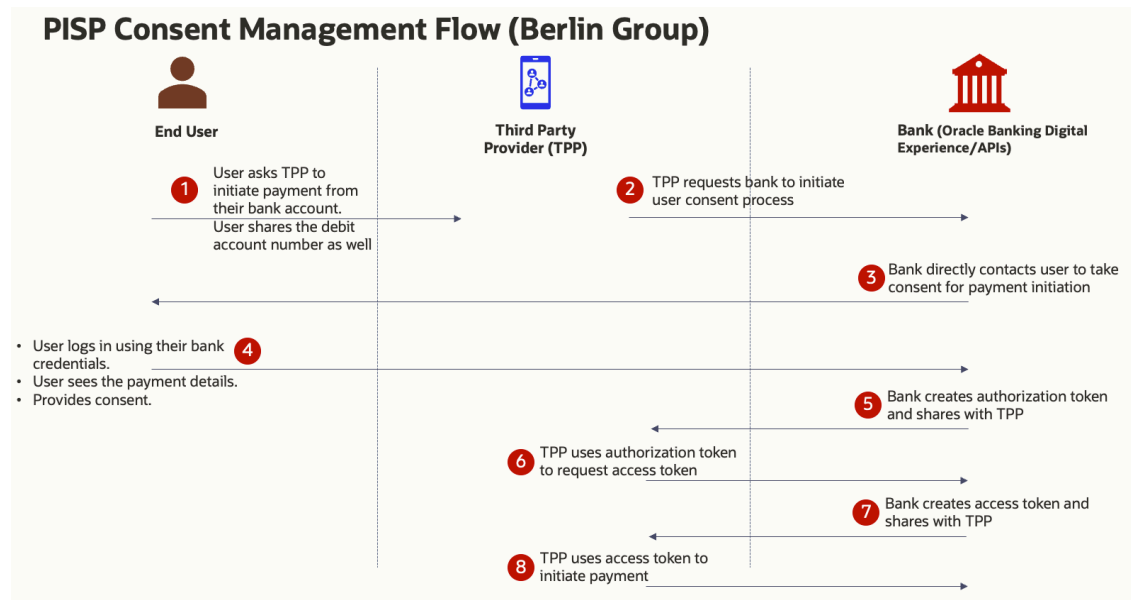 PISP Consent Management Flow (Berlin Group)
End User
Third Party
Provider (TPP)
Bank (Oracle Banking Digital
Experience/APIs)
1
User asks TPP to
initiate payment from
their bank account.
User shares the debit
account number as well
2
TPP requests bank to initiate
user consent process
3
Bank directly contacts user to take
consent for payment initiation
• User logs in using their bank
credentials.
• User sees the payment details.
• Provides consent.
4
5
Bank creates authorization token
and shares with TPP
6
TPP uses authorization token
to request access token
7
Bank creates access token and
shares with TPP
8
TPP uses access token to
initiate payment